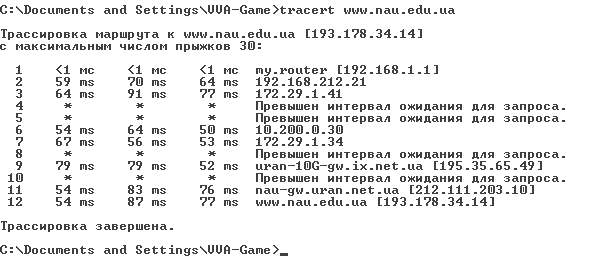 C:\Documents and Settings\VVA-Game>tracert www.nau.edu.ua
Трассировка маршрута к www.nau.edu.ua [193.178.34.14]
с максимальным числом прыжков 30:
1 <1 мс <1 мс <1 мс my.router [192.168.1.1]
2 59 ms 70 ms 64 ms 192.168.212.21
3 64 ms 91 ms 77 ms 172.29.1.41
4 * * * Превышен интервал ожидания для запроса.
5 * * * Превышен интервал ожидания для запроса.
6 54 ms 64 ms 50 ms 10.200.0.30
7 67 ms 56 ms 53 ms 172.29.1.34
8 * * * Превышен интервал ожидания для запроса.
9 79 ms 79 ms 52 ms uran-10G-gw.ix.net.ua [195.35.65.49]
10 * * * Превышен интервал ожидания для запроса.
11 54 ms 83 ms 76 ms nau-gw.uran.net.ua [212.111.203.10]
12 54 ms 87 ms 77 ms www.nau.edu.ua [193.178.34.14]
Трассировка завершена.
C:\Documents and Settings\VVA-Game>_